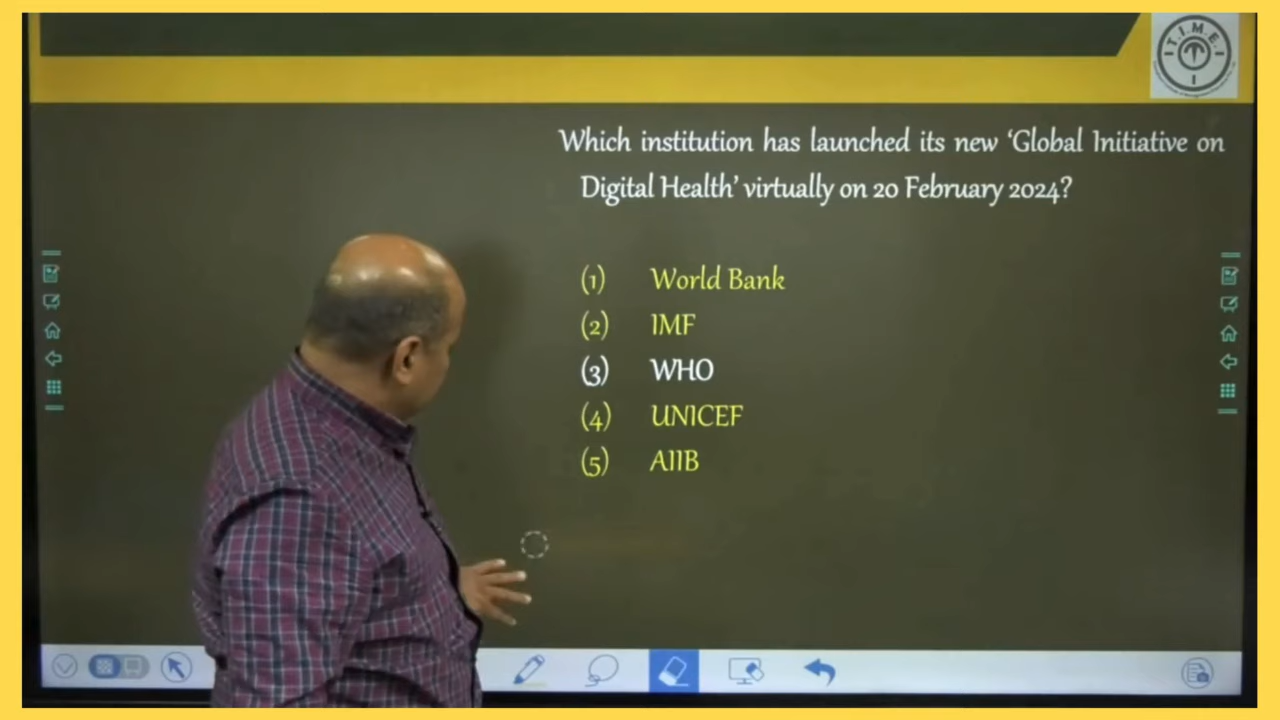 T.I.M.E.
Which institution has launched its new ‘Global Initiative on
Digital Health’ virtually on 20 February 2024?
(1) World Bank
(2) IMF
(3) WHO
(4) UNICEF
(5) AIIB